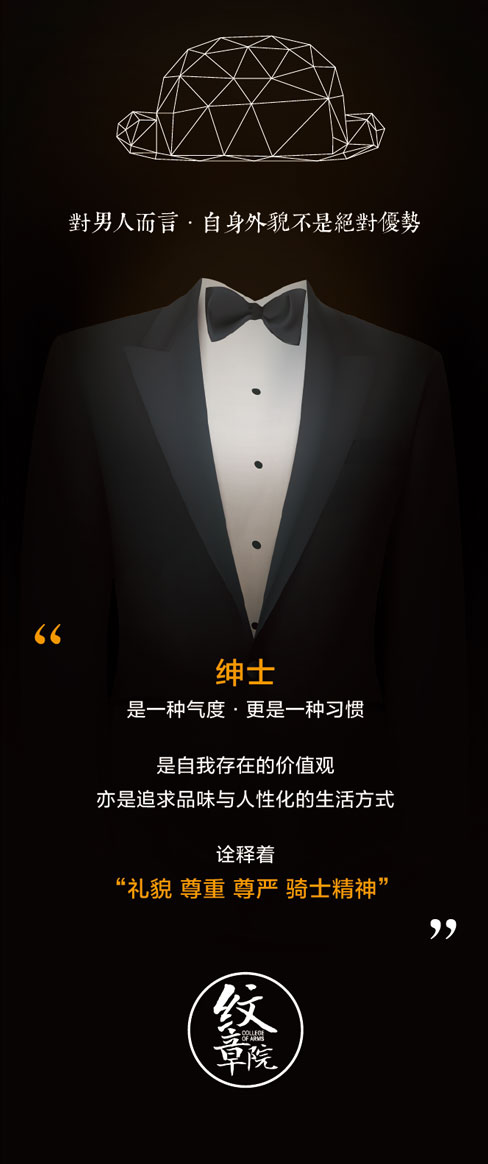 對男人而言·自身外貌不是絕對優勢
“
绅士
是一种气度·更是一种习惯
是自我存在的价值观
亦是追求品味与人性化的生活方式
诠释着
“礼貌 尊重 尊严 骑士精神”
”
纹章院
COLLEGE
OF ARMS